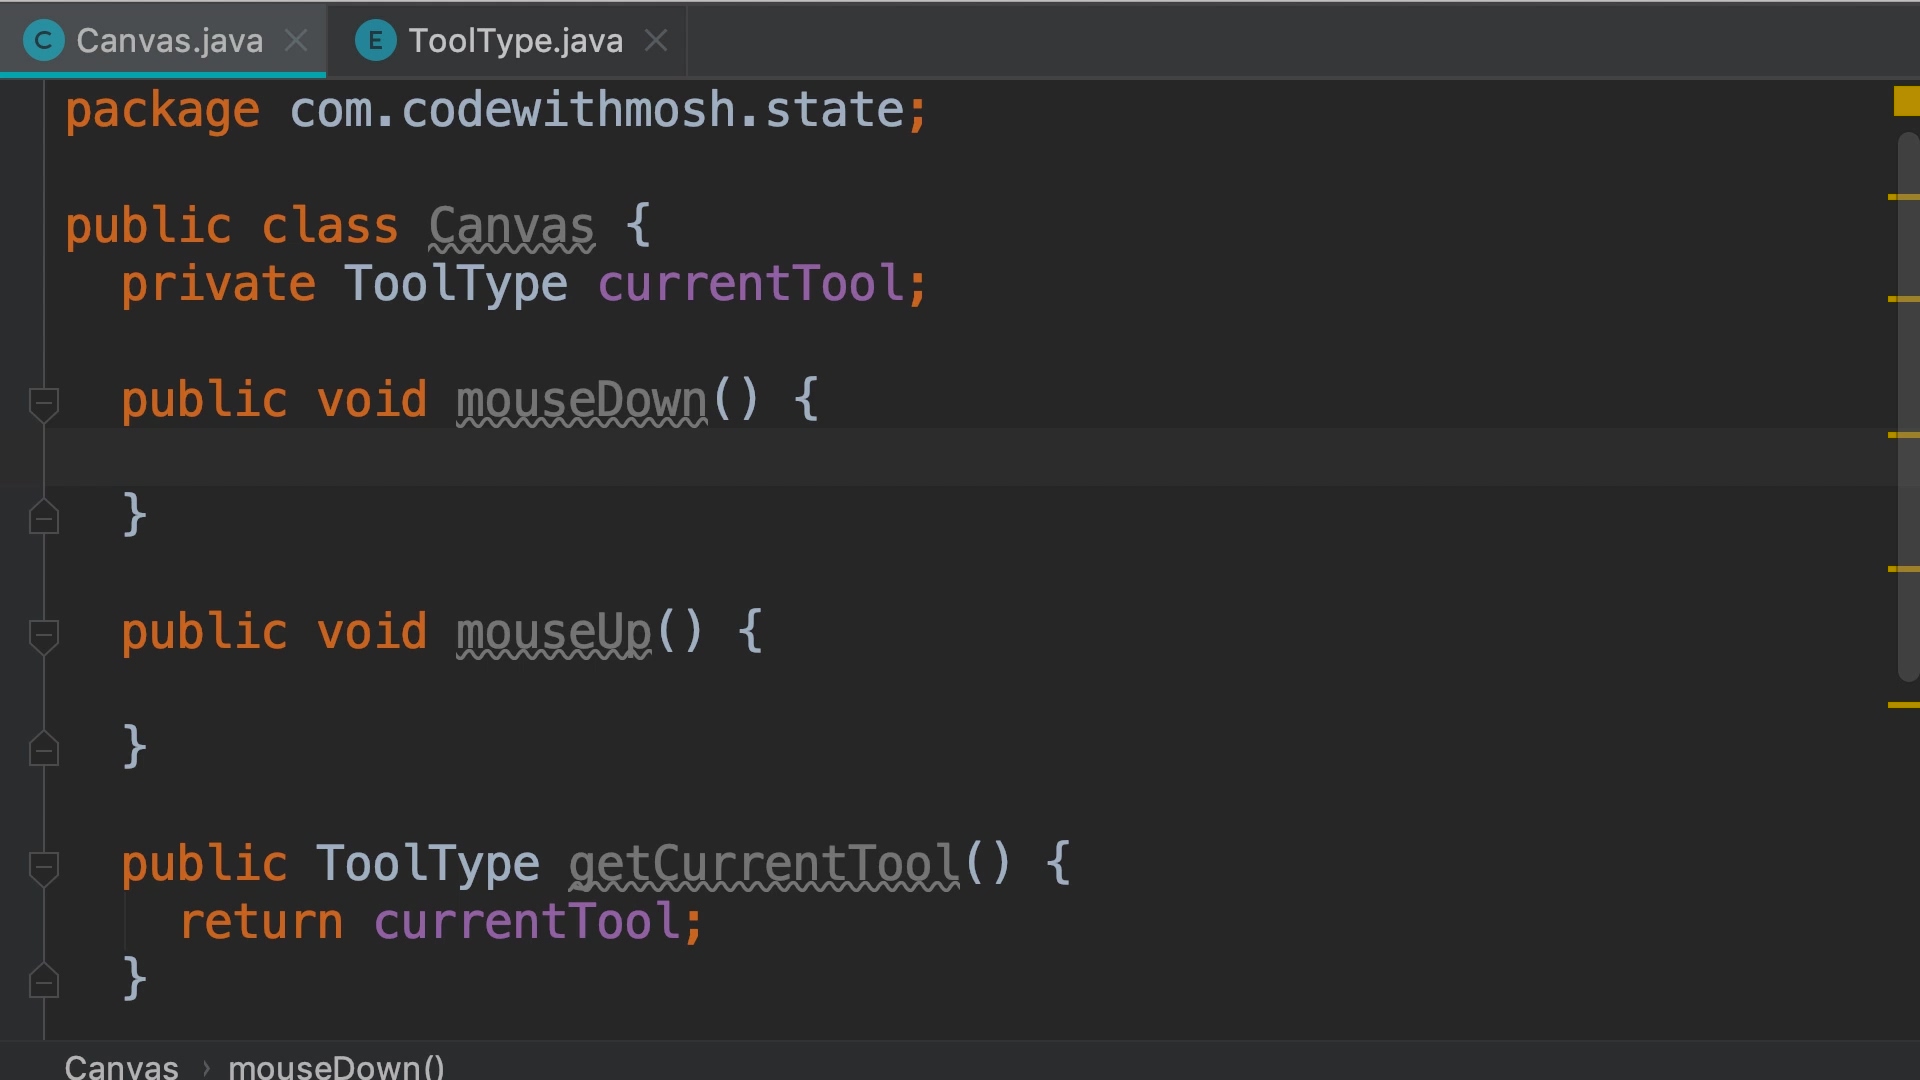 C Canvas.java E ToolType.java
package com.codewithmosh.state;
public class Canvas {
private ToolType currentTool;
public void mouseDown() {
}
public void mouseUp() {
}
public ToolType getCurrentTool() {
return currentTool;
}
Canvas › mouseDown()